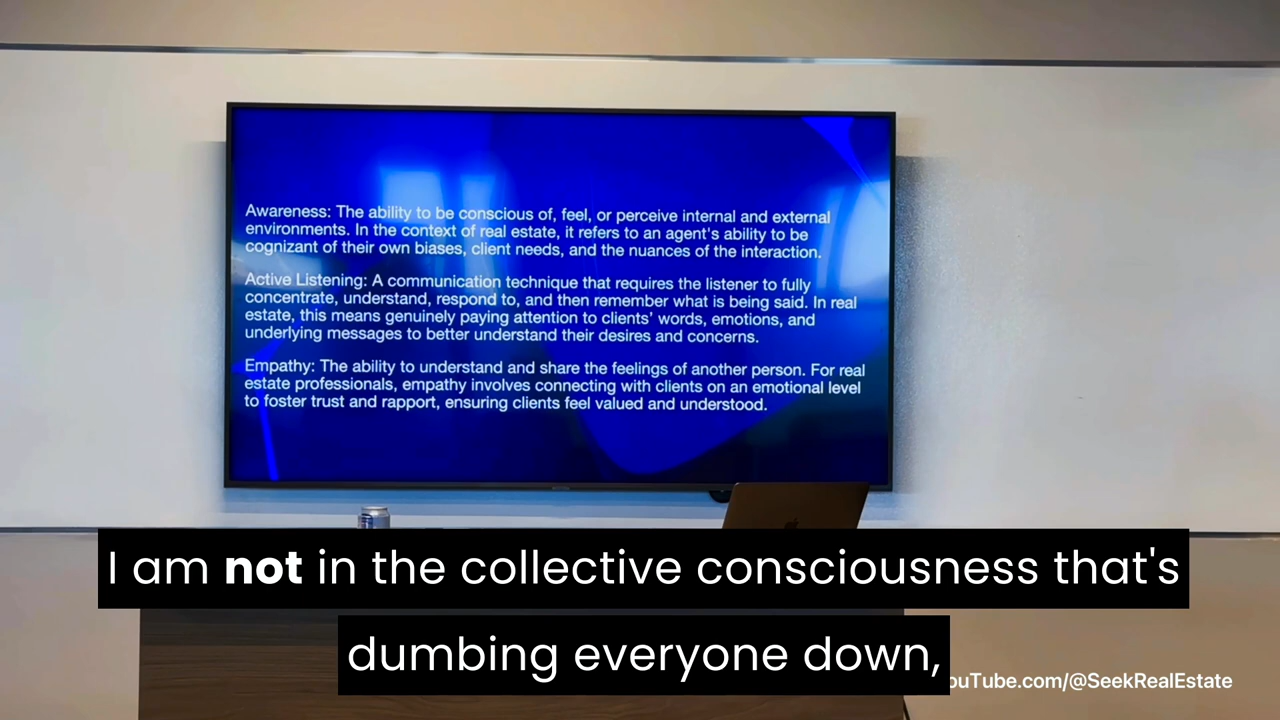 Awareness: The ability to be conscious of, feel, or perceive internal and external
environments. In the context of real estate, it refers to an agent's ability to be
cognizant of their own biases, client needs, and the nuances of the interaction.
Active Listening: A communication technique that requires the listener to fully
concentrate, understand, respond to, and then remember what is being said. In real
estate, this means genuinely paying attention to clients' words, emotions, and
underlying messages to better understand their desires and concerns.
Empathy: The ability to understand and share the feelings of another person. For real
estate professionals, empathy involves connecting with clients on an emotional level
to foster trust and rapport, ensuring clients feel valued and understood.
I am not in the collective consciousness that's
dumbing everyone down,
ouTube.com/@SeekRealEstate